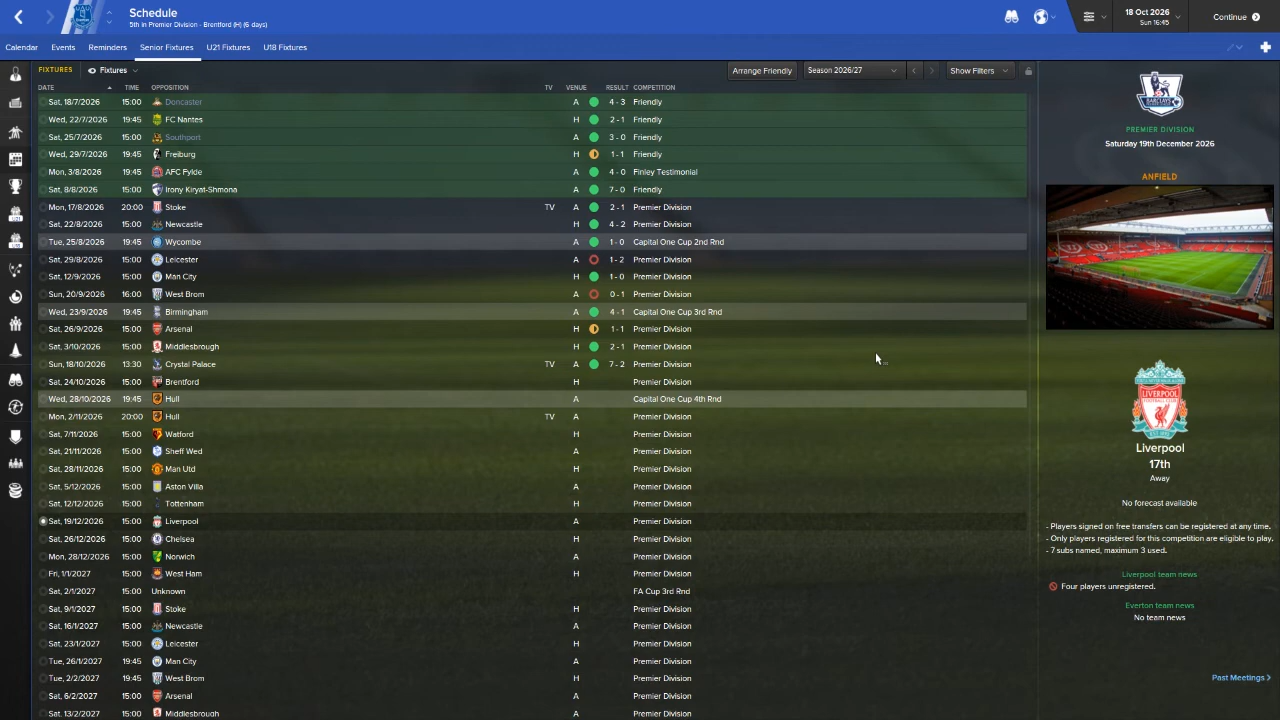 Schedule
5th in Premier Division - Brentford (H) (6 days)
18 Oct 2026
Sun 16:45
Continue
Calendar Events Reminders Senior Fixtures U21 Fixtures U18 Fixtures
FIXTURES Fixtures Arrange Friendly Season 2026/27 Show Filters
DATE TIME OPPOSITION TV VENUE RESULT COMPETITION
Sat, 18/7/2026 15:00 Doncaster A 4 - 3 Friendly
Wed, 22/7/2026 19:45 FC Nantes H 2 - 1 Friendly
Sat, 25/7/2026 15:00 Southport A 3 - 0 Friendly
Wed, 29/7/2026 19:45 Freiburg H 1 - 1 Friendly
Mon, 3/8/2026 19:45 AFC Fylde A 4 - 0 Finley Testimonial
Sat, 8/8/2026 15:00 Irony Kiryat-Shmona A 7 - 0 Friendly
Mon, 17/8/2026 20:00 Stoke TV A 2 - 1 Premier Division
Sat, 22/8/2026 15:00 Newcastle H 4 - 2 Premier Division
Tue, 25/8/2026 19:45 Wycombe A 1 - 0 Capital One Cup 2nd Rnd
Sat, 29/8/2026 15:00 Leicester A 1 - 2 Premier Division
Sat, 12/9/2026 15:00 Man City H 1 - 0 Premier Division
Sun, 20/9/2026 16:00 West Brom A 0 - 1 Premier Division
Wed, 23/9/2026 19:45 Birmingham A 4 - 1 Capital One Cup 3rd Rnd
Sat, 26/9/2026 15:00 Arsenal H 1 - 1 Premier Division
Sat, 3/10/2026 15:00 Middlesbrough H 2 - 1 Premier Division
Sun, 18/10/2026 13:30 Crystal Palace TV A 7 - 2 Premier Division
Sat, 24/10/2026 15:00 Brentford H Premier Division
Wed, 28/10/2026 19:45 Hull A Capital One Cup 4th Rnd
Mon, 2/11/2026 20:00 Hull TV A Premier Division
Sat, 7/11/2026 15:00 Watford H Premier Division
Sat, 21/11/2026 15:00 Sheff Wed A Premier Division
Sat, 28/11/2026 15:00 Man Utd H Premier Division
Sat, 5/12/2026 15:00 Aston Villa A Premier Division
Sat, 12/12/2026 15:00 Tottenham H Premier Division
Sat, 19/12/2026 15:00 Liverpool A Premier Division
Sat, 26/12/2026 15:00 Chelsea H Premier Division
Mon, 28/12/2026 15:00 Norwich A Premier Division
Fri, 1/1/2027 15:00 West Ham H Premier Division
Sat, 2/1/2027 15:00 Unknown FA Cup 3rd Rnd
Sat, 9/1/2027 15:00 Stoke H Premier Division
Sat, 16/1/2027 15:00 Newcastle A Premier Division
Sat, 23/1/2027 15:00 Leicester H Premier Division
Tue, 26/1/2027 19:45 Man City A Premier Division
Tue, 2/2/2027 19:45 West Brom H Premier Division
Sat, 6/2/2027 15:00 Arsenal A Premier Division
Sat, 13/2/2027 15:00 Middlesbrough A Premier Division
BARCLAYS
PREMIER DIVISION
Saturday 19th December 2026
ANFIELD
LIVERPOOL
FOOTBALL CLUB
Liverpool
17th
Away
No forecast available
- Players signed on free transfers can be registered at any time.
- Only players registered for this competition are eligible to play.
- 7 subs named, maximum 3 used.
Liverpool team news
Four players unregistered.
Everton team news
No team news
Past Meetings